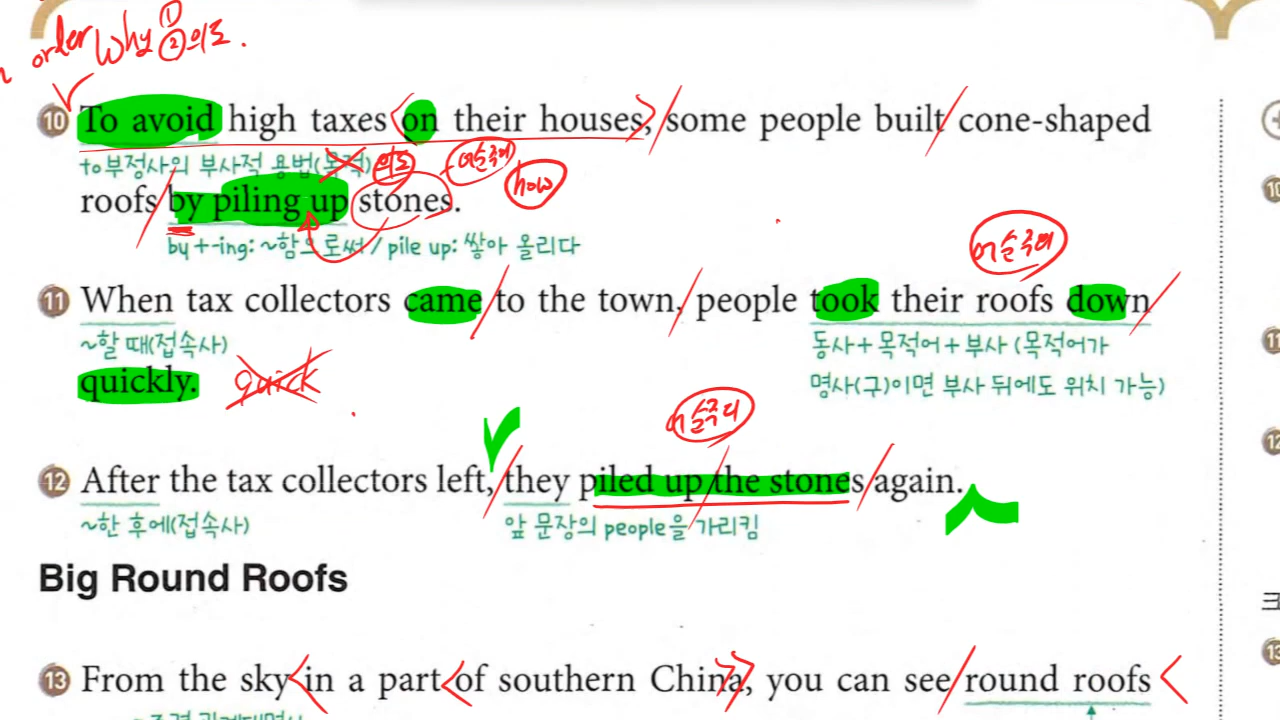 order Why ① ② 의도.
⑩ To avoid high taxes on their houses, some people built cone-shaped
to부정사의 부사적 용법(목적) 의도 어순주의 how
roofs by piling up stones.
by+-ing: ~함으로써 / pile up: 쌓아 올리다
어순주의
⑪ When tax collectors came to the town, people took their roofs down
~할 때(접속사) 동사+목적어+부사 (목적어가
quickly. quick 명사(구)이면 부사 뒤에도 위치 가능)
어순주의
⑫ After the tax collectors left, they piled up the stones again.
~한 후에(접속사) 앞 문장의 people을 가리킴
Big Round Roofs
⑬ From the sky in a part of southern China, you can see round roofs